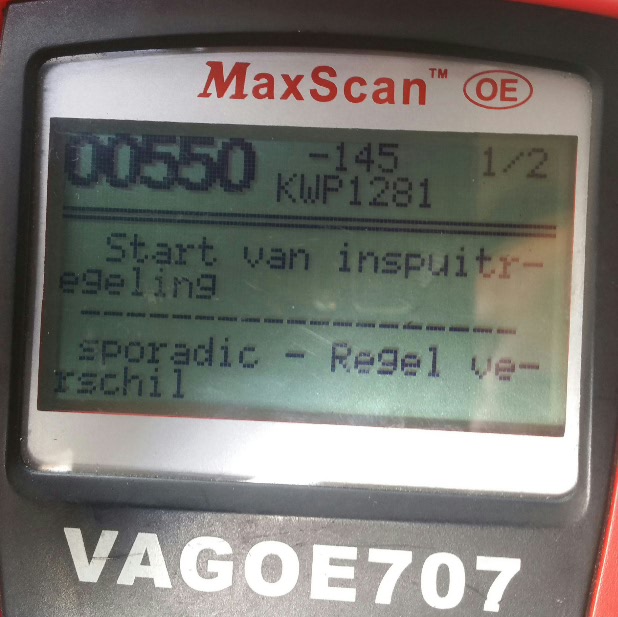 MaxScan™ OE
00550 -145 1/2
KWP1281
Start van inspuitr-
egeling
--------------------
sporadic - Regel ve-
rschil
VAGOE707